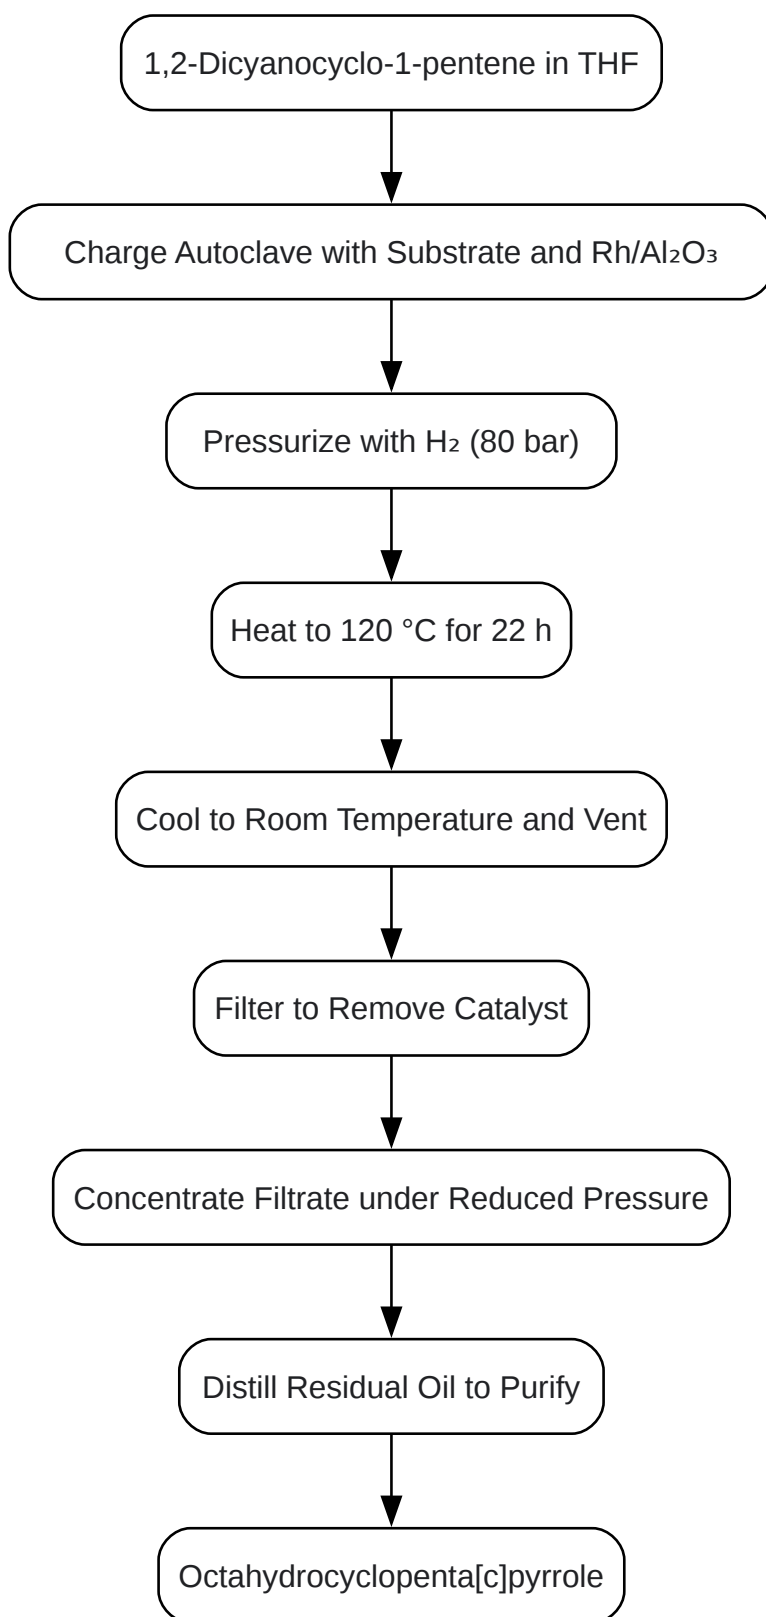 1,2-Dicyanocyclo-1-pentene in THF
Charge Autoclave with Substrate and Rh/Al₂O₃
Pressurize with H₂ (80 bar)
Heat to 120 °C for 22 h
Cool to Room Temperature and Vent
Filter to Remove Catalyst
Concentrate Filtrate under Reduced Pressure
Distill Residual Oil to Purify
Octahydrocyclopenta[c]pyrrole